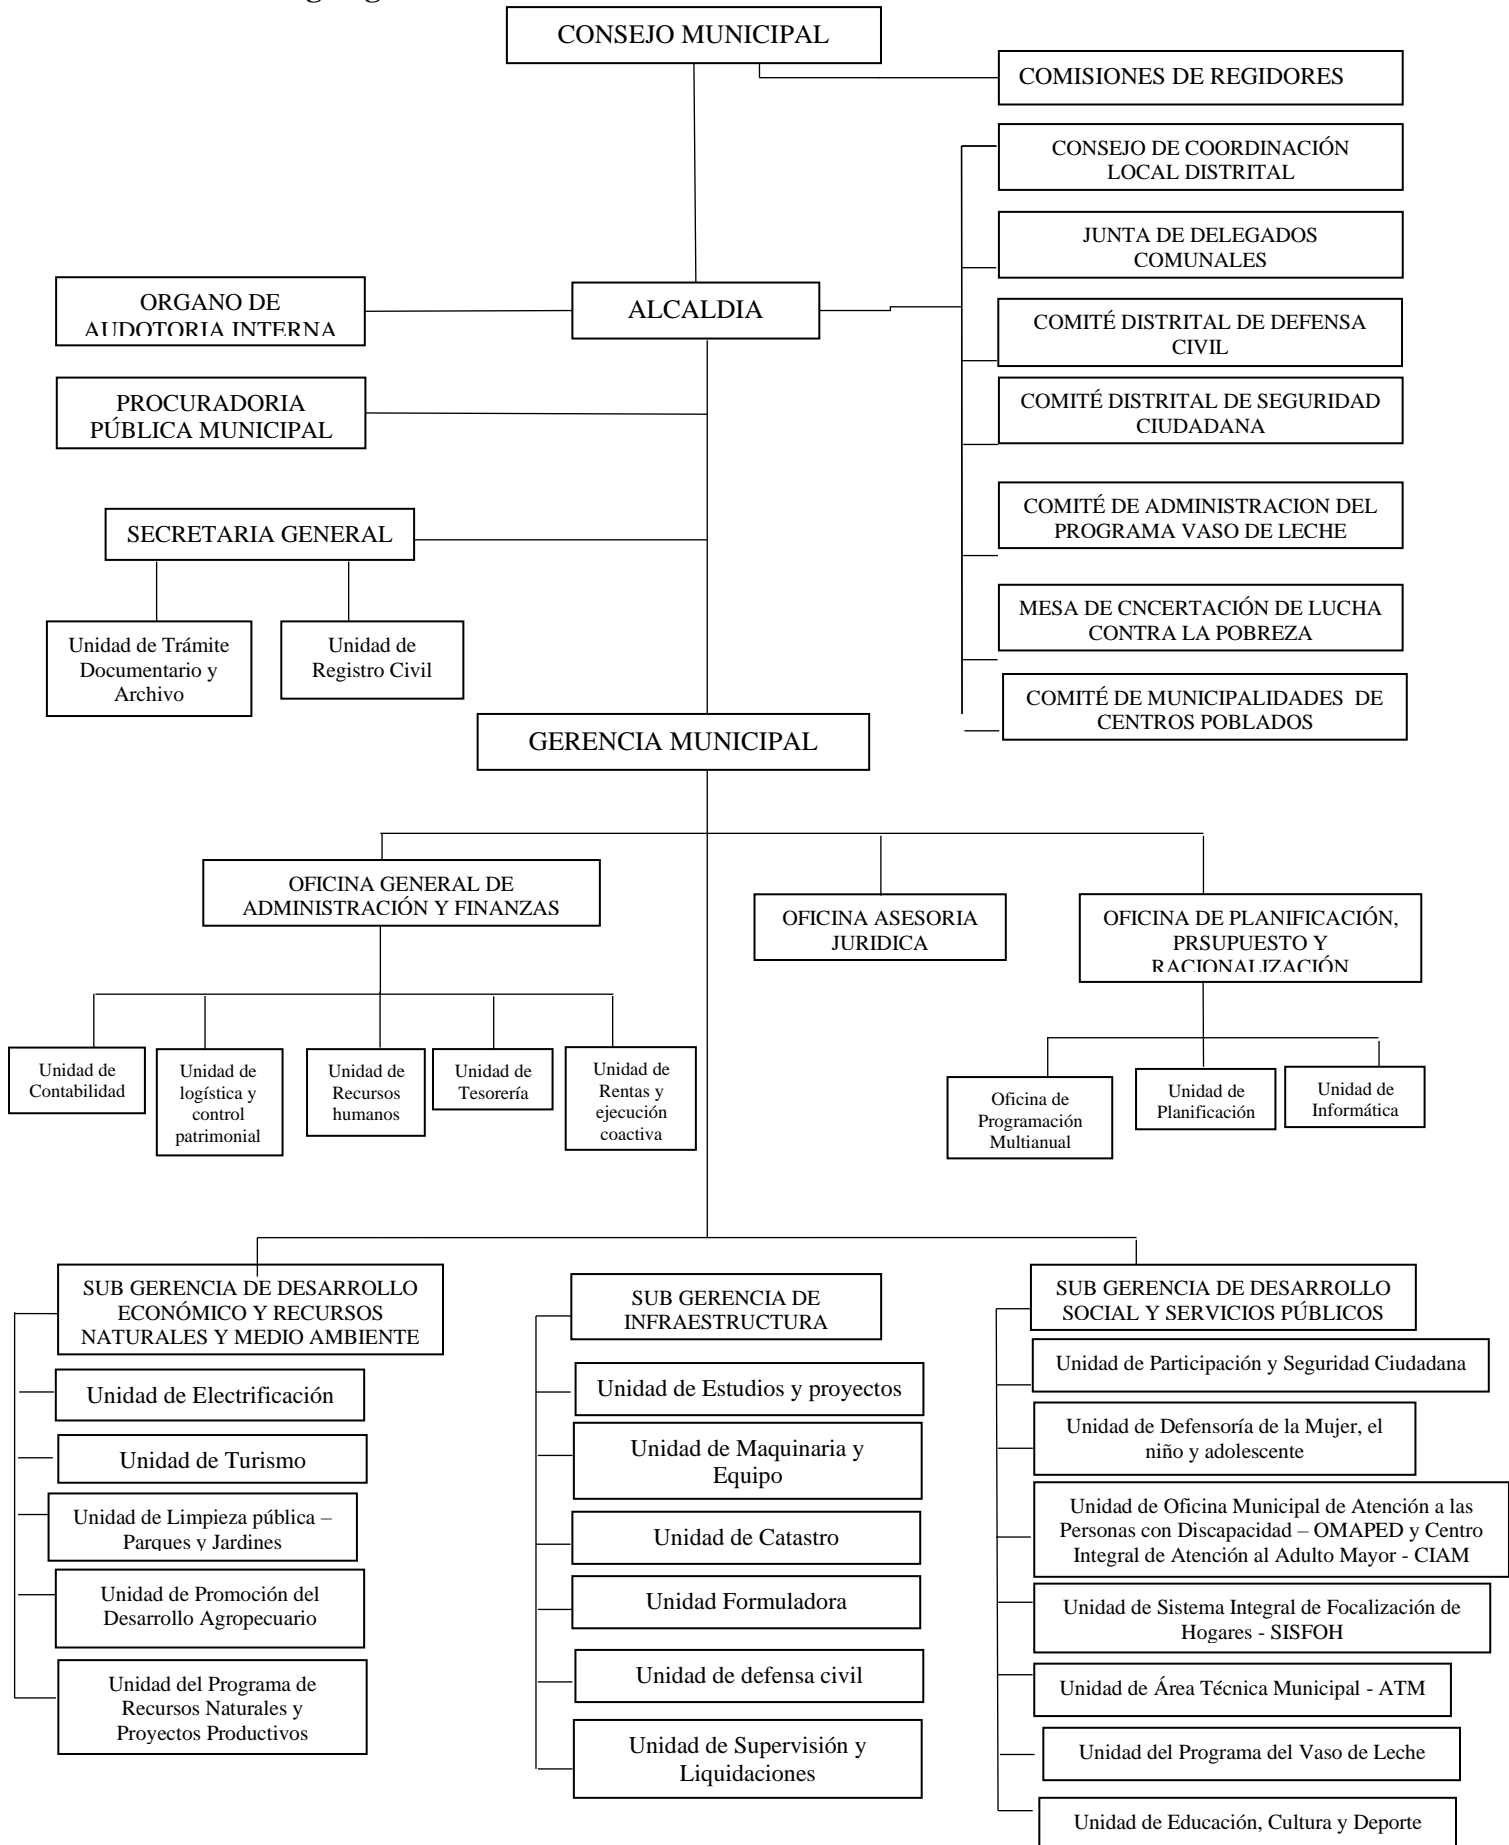 CONSEJO MUNICIPAL
COMISIONES DE REGIDORES
CONSEJO DE COORDINACIÓN
LOCAL DISTRITAL
JUNTA DE DELEGADOS
COMUNALES
ORGANO DE
AUDOTORIA INTERNA
ALCALDIA
COMITÉ DISTRITAL DE DEFENSA
CIVIL
PROCURADORIA
PÚBLICA MUNICIPAL
COMITÉ DISTRITAL DE SEGURIDAD
CIUDADANA
COMITÉ DE ADMINISTRACION DEL
PROGRAMA VASO DE LECHE
SECRETARIA GENERAL
MESA DE CNCERTACIÓN DE LUCHA
CONTRA LA POBREZA
Unidad de Trámite
Documentario y
Archivo
Unidad de
Registro Civil
COMITÉ DE MUNICIPALIDADES DE
CENTROS POBLADOS
GERENCIA MUNICIPAL
OFICINA GENERAL DE
ADMINISTRACIÓN Y FINANZAS
OFICINA ASESORIA
JURIDICA
OFICINA DE PLANIFICACIÓN,
PRSUPUESTO Y
RACIONALIZACIÓN
Unidad de
Contabilidad
Unidad de
logística y
control
patrimonial
Unidad de
Recursos
humanos
Unidad de
Tesorería
Unidad de
Rentas y
ejecución
coactiva
Oficina de
Programación
Multianual
Unidad de
Planificación
Unidad de
Informática
SUB GERENCIA DE DESARROLLO
ECONÓMICO Y RECURSOS
NATURALES Y MEDIO AMBIENTE
Unidad de Electrificación
Unidad de Turismo
Unidad de Limpieza pública –
Parques y Jardines
Unidad de Promoción del
Desarrollo Agropecuario
Unidad del Programa de
Recursos Naturales y
Proyectos Productivos
SUB GERENCIA DE
INFRAESTRUCTURA
Unidad de Estudios y proyectos
Unidad de Maquinaria y
Equipo
Unidad de Catastro
Unidad Formuladora
Unidad de defensa civil
Unidad de Supervisión y
Liquidaciones
SUB GERENCIA DE DESARROLLO
SOCIAL Y SERVICIOS PÚBLICOS
Unidad de Participación y Seguridad Ciudadana
Unidad de Defensoría de la Mujer, el
niño y adolescente
Unidad de Oficina Municipal de Atención a las
Personas con Discapacidad – OMAPED y Centro
Integral de Atención al Adulto Mayor - CIAM
Unidad de Sistema Integral de Focalización de
Hogares - SISFOH
Unidad de Área Técnica Municipal - ATM
Unidad del Programa del Vaso de Leche
Unidad de Educación, Cultura y Deporte